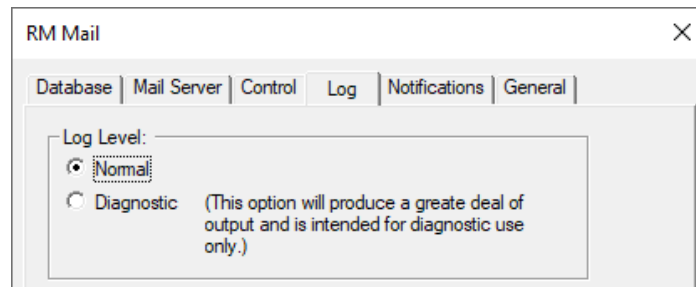 RM Mail
Database Mail Server Control Log Notifications General
Log Level:
Normal
Diagnostic (This option will produce a greate deal of
output and is intended for diagnostic use
only.)